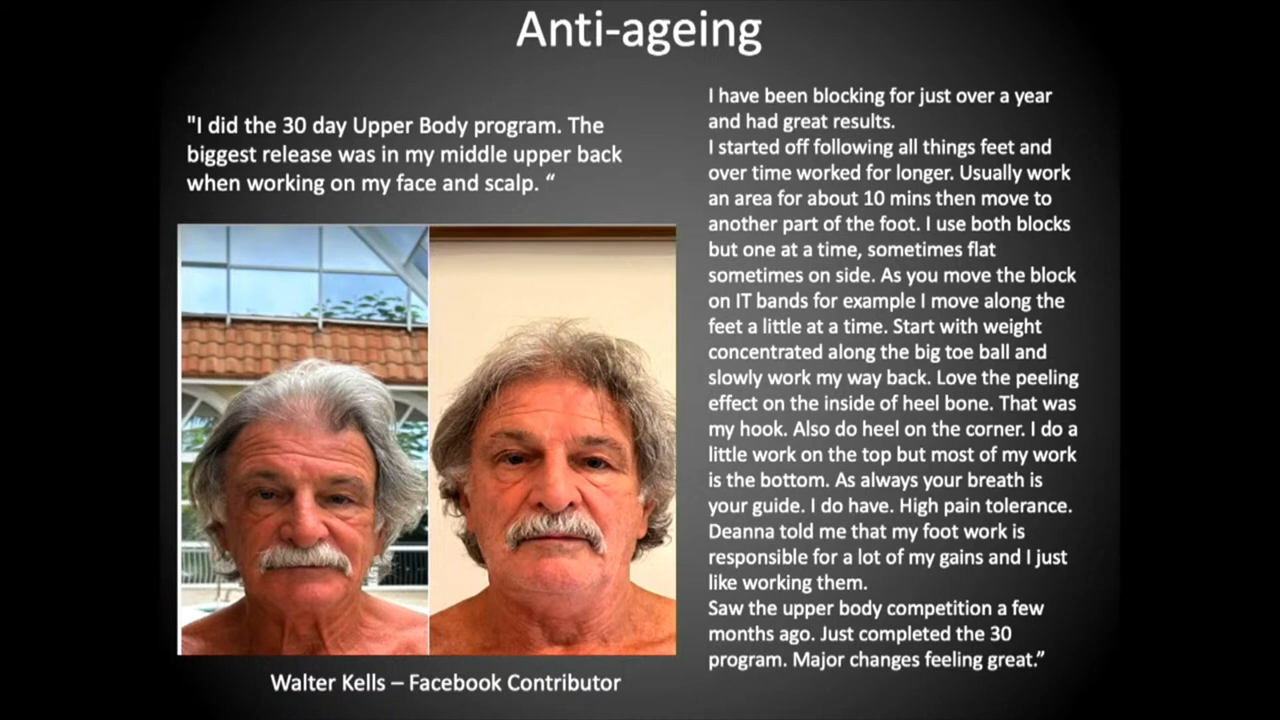 Anti-ageing
"I did the 30 day Upper Body program. The
biggest release was in my middle upper back
when working on my face and scalp. “
Walter Kells – Facebook Contributor
I have been blocking for just over a year
and had great results.
I started off following all things feet and
over time worked for longer. Usually work
an area for about 10 mins then move to
another part of the foot. I use both blocks
but one at a time, sometimes flat
sometimes on side. As you move the block
on IT bands for example I move along the
feet a little at a time. Start with weight
concentrated along the big toe ball and
slowly work my way back. Love the peeling
effect on the inside of heel bone. That was
my hook. Also do heel on the corner. I do a
little work on the top but most of my work
is the bottom. As always your breath is
your guide. I do have. High pain tolerance.
Deanna told me that my foot work is
responsible for a lot of my gains and I just
like working them.
Saw the upper body competition a few
months ago. Just completed the 30
program. Major changes feeling great.”